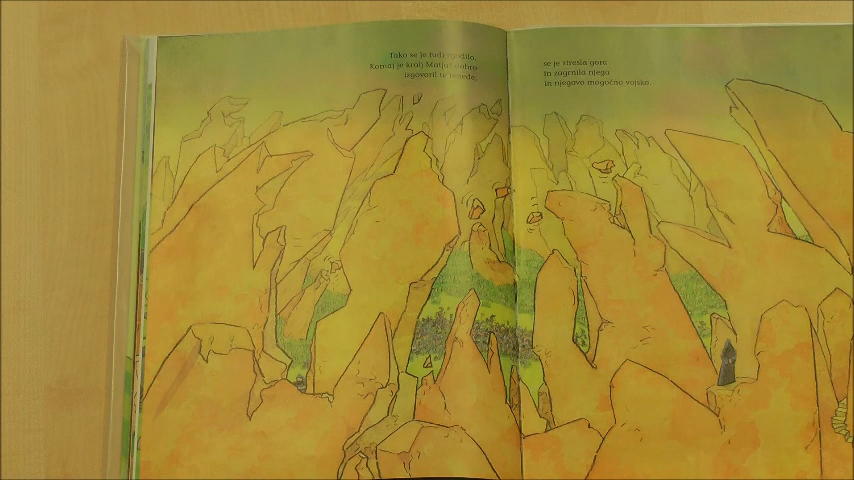 Tako se je tudi zgodilo.
Komaj je kralj Matjaž dobro
izgovoril te besede,
se je stresla gora
in zagrnila njega
in njegovo mogočno vojsko.